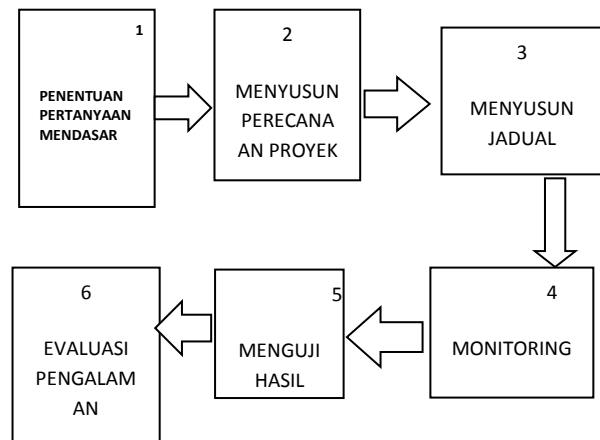 1
PENENTUAN
PERTANYAAN
MENDASAR
2
MENYUSUN
PERECANA
AN PROYEK
3
MENYUSUN
JADUAL
4
MONITORING
5
MENGUJI
HASIL
6
EVALUASI
PENGALAM
AN